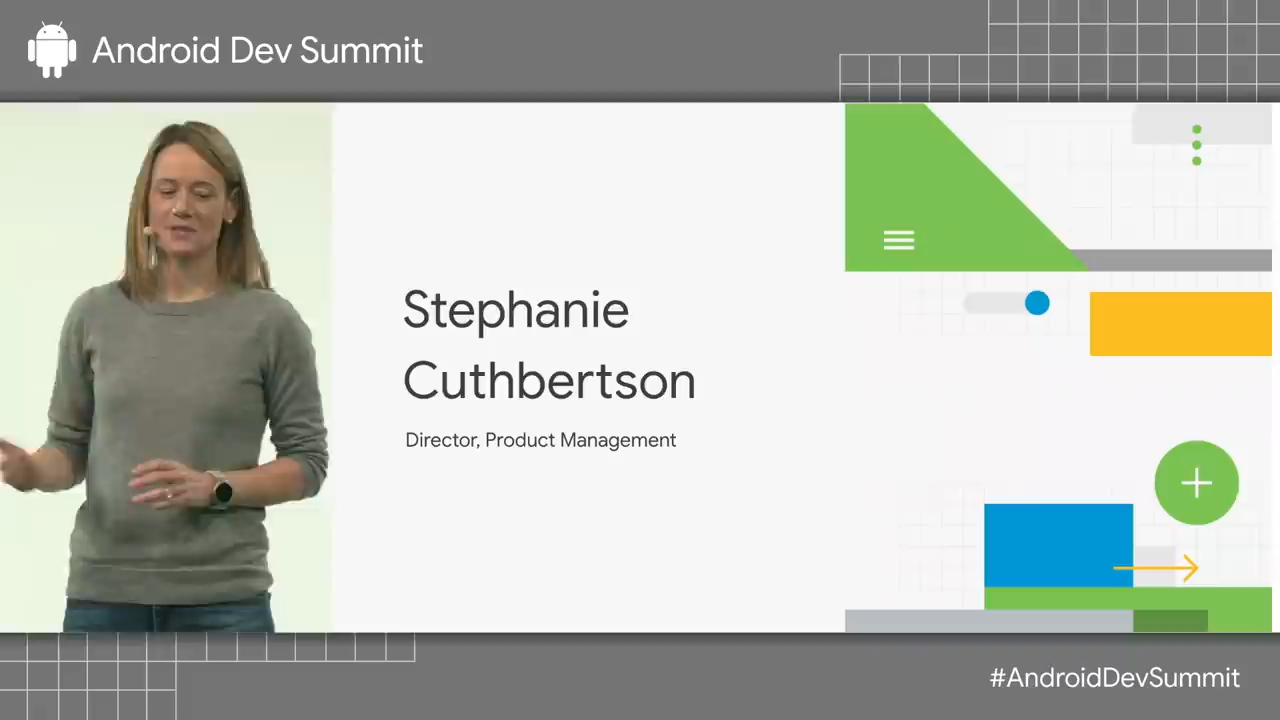 Android Dev Summit
Stephanie
Cuthbertson
Director, Product Management
#AndroidDevSummit